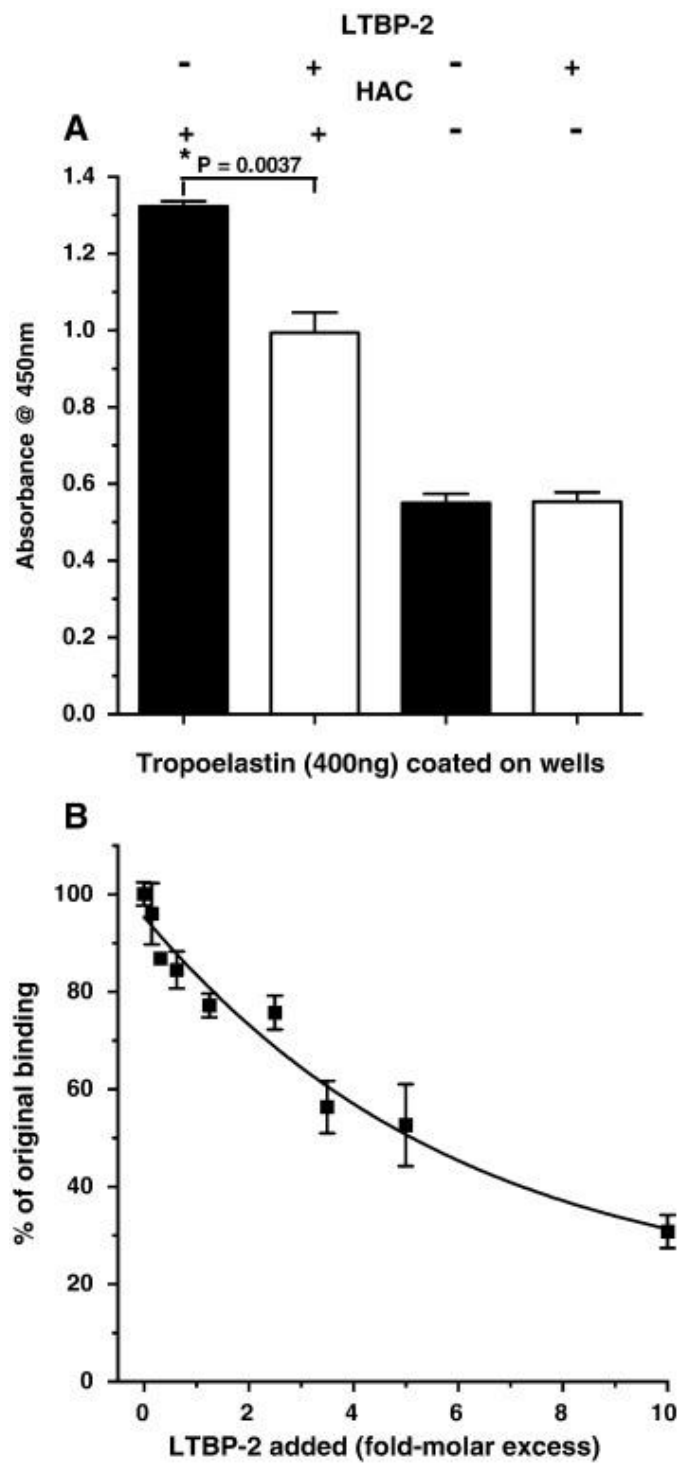 LTBP-2
- + - +
HAC
A
+ + - -
* P = 0.0037
1.4
1.2
1.0
0.8
0.6
0.4
0.2
0.0
Absorbance @ 450nm
Tropoelastin (400ng) coated on wells
B
100
80
60
40
20
0
% of original binding
0 2 4 6 8 10
LTBP-2 added (fold-molar excess)